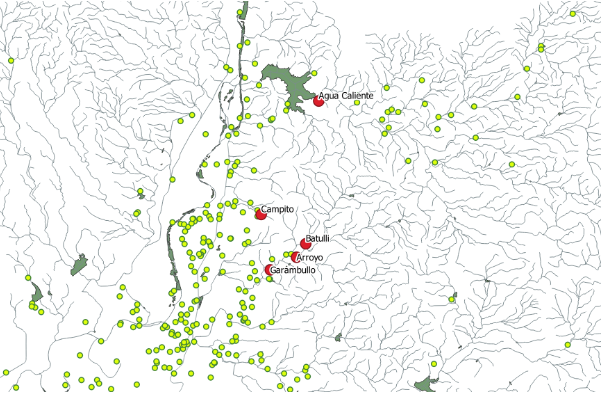 Agua Caliente
Campito
Batulli
Arroyo
Garambullo